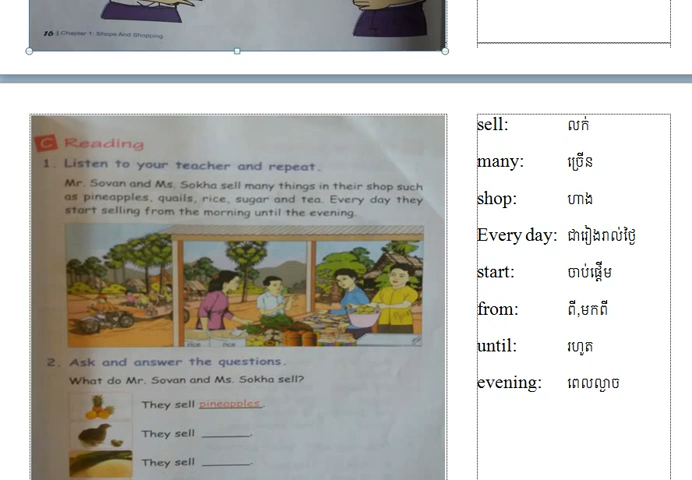 16 | Chapter 1: Shops And Shopping
C Reading
1. Listen to your teacher and repeat.
Mr. Sovan and Ms. Sokha sell many things in their shop such
as pineapples, quails, rice, sugar and tea. Every day they
start selling from the morning until the evening.
rice rice
2. Ask and answer the questions.
What do Mr. Sovan and Ms. Sokha sell?
They sell pineapples.
They sell ______.
They sell ______.
sell: លក់
many: ច្រើន
shop: ហាង
Every day: ជារៀងរាល់ថ្ងៃ
start: ចាប់ផ្តើម
from: ពី,មកពី
until: រហូត
evening: ពេលល្ងាច